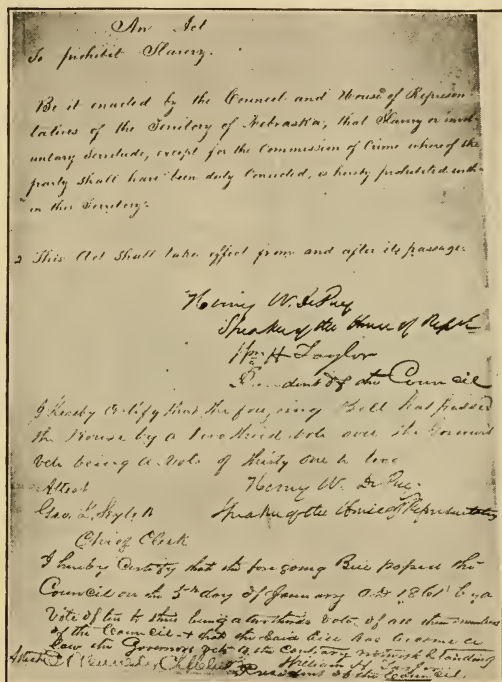 An Act
To prohibit Slavery.
Be it enacted by the Council and House of Represen-
tatives of the Territory of Nebraska, that Slavery or invol-
untary Servitude, except for the Commission of Crime whereof the
party shall have been duly Convicted, is hereby prohibited with-
in this Territory.
2 This Act shall take effect from and after its passage.
Henry W. De Puy
Speaker of the House of Rep
Wm H Taylor
President of the Council
I hereby Certify that the foregoing Bill has passed
the House by a two third vote over the Governors
veto being a vote of thirty one to two
Attest Henry W. De Puy.
Geo. L. Speaker of the House of Representatives
Chief Clerk
I hereby Certify that the foregoing Bill passed the
Council on the 5th day of January A.D. 1861 by a
Vote of ten to three being a two thirds vote of all the members
of the Council & that the said Bill has become a
law the Governors veto to the Contrary notwithstanding
Attest William H Taylor
President of the Council.